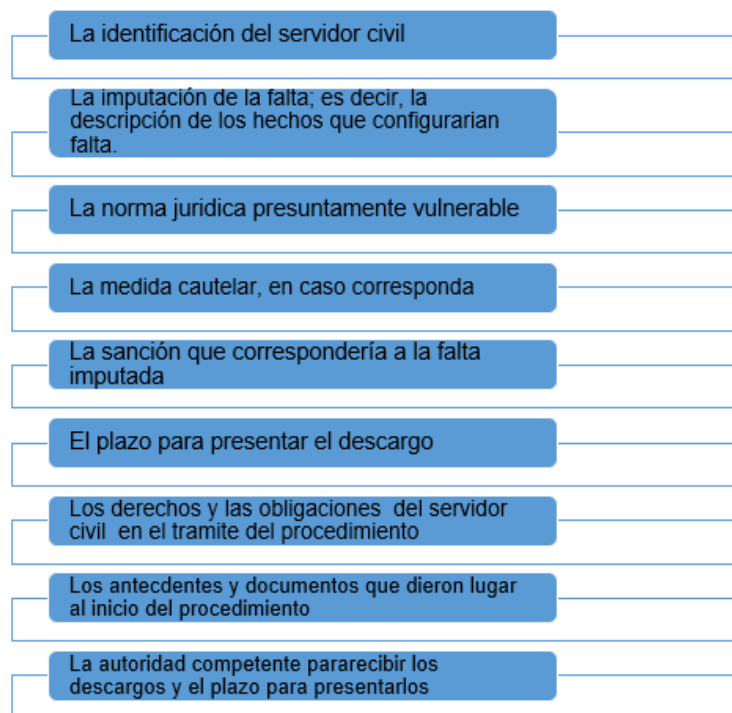 La identificación del servidor civil
La imputación de la falta; es decir, la
descripción de los hechos que configurarian
falta.
La norma juridica presuntamente vulnerable
La medida cautelar, en caso corresponda
La sanción que correspondería a la falta
imputada
El plazo para presentar el descargo
Los derechos y las obligaciones del servidor
civil en el tramite del procedimiento
Los antecdentes y documentos que dieron lugar
al inicio del procedimiento
La autoridad competente pararecibir los
descargos y el plazo para presentarlos